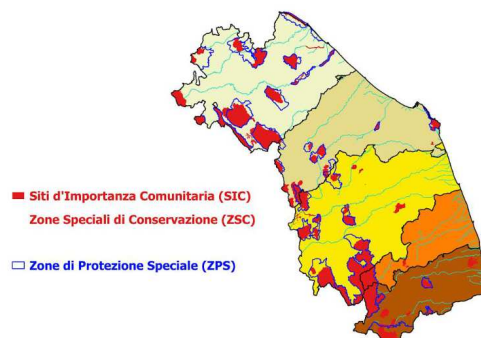 Siti d'Importanza Comunitaria (SIC)
Zone Speciali di Conservazione (ZSC)
Zone di Protezione Speciale (ZPS)